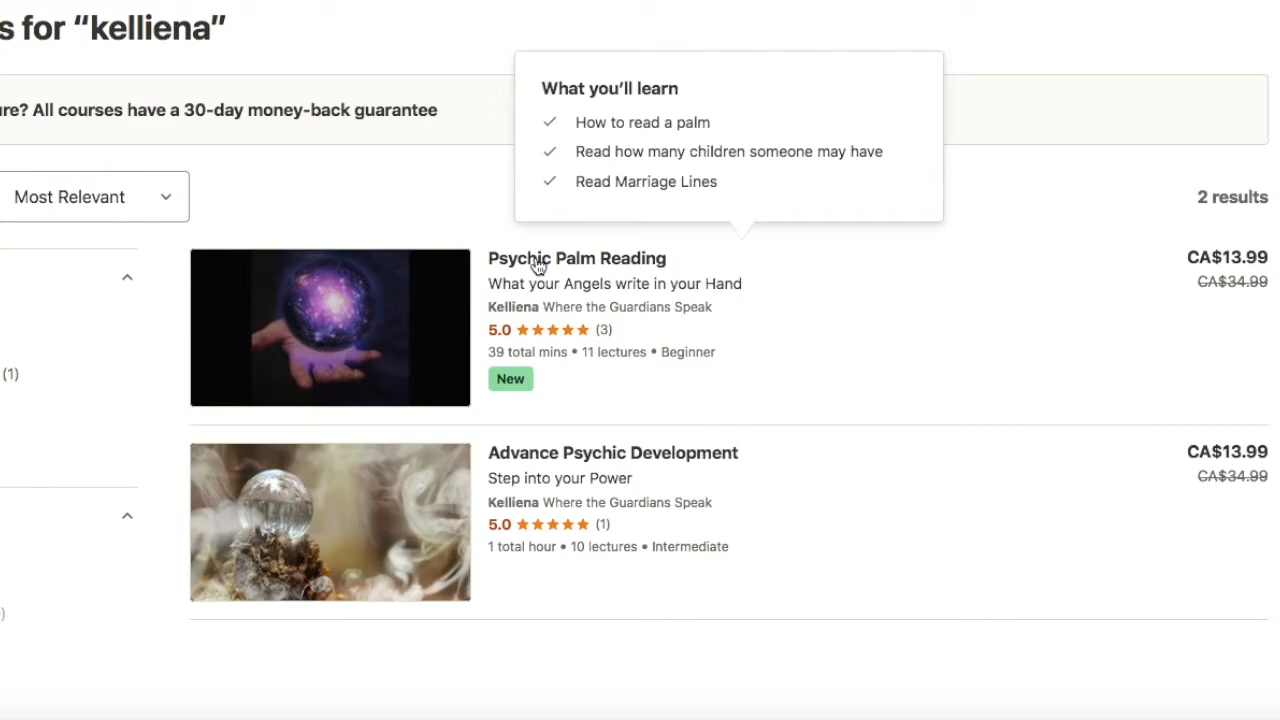 s for “kelliena”
What you’ll learn
How to read a palm
Read how many children someone may have
Read Marriage Lines
re? All courses have a 30-day money-back guarantee
Most Relevant
2 results
(1)
Psychic Palm Reading
What your Angels write in your Hand
Kelliena Where the Guardians Speak
5.0 (3)
39 total mins • 11 lectures • Beginner
New
CA$13.99
CA$34.99
Advance Psychic Development
Step into your Power
Kelliena Where the Guardians Speak
5.0 (1)
1 total hour • 10 lectures • Intermediate
CA$13.99
CA$34.99